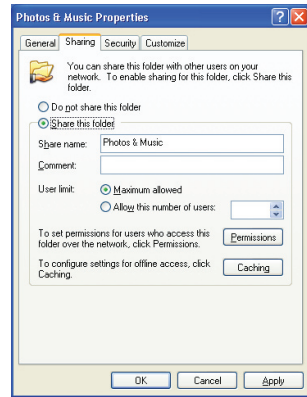 Photos & Music Properties
General Sharing Security Customize
You can share this folder with other users on your
network. To enable sharing for this folder, click Share this
folder.
Do not share this folder
Share this folder
Share name: Photos & Music
Comment:
User limit: Maximum allowed
Allow this number of users:
To set permissions for users who access this
folder over the network, click Permissions.
Permissions
To configure settings for offline access, click
Caching.
Caching
OK Cancel Apply